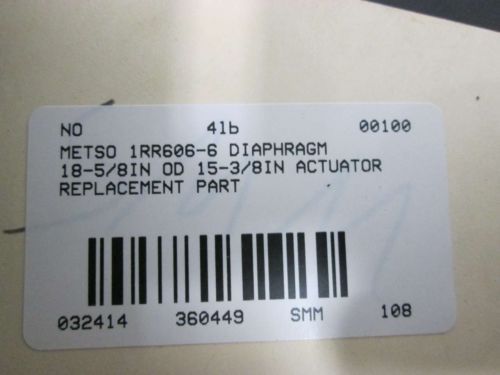 NO 41b 00100
METSO 1RR606-6 DIAPHRAGM
18-5/8IN OD 15-3/8IN ACTUATOR
REPLACEMENT PART
032414 360449 SMM 108